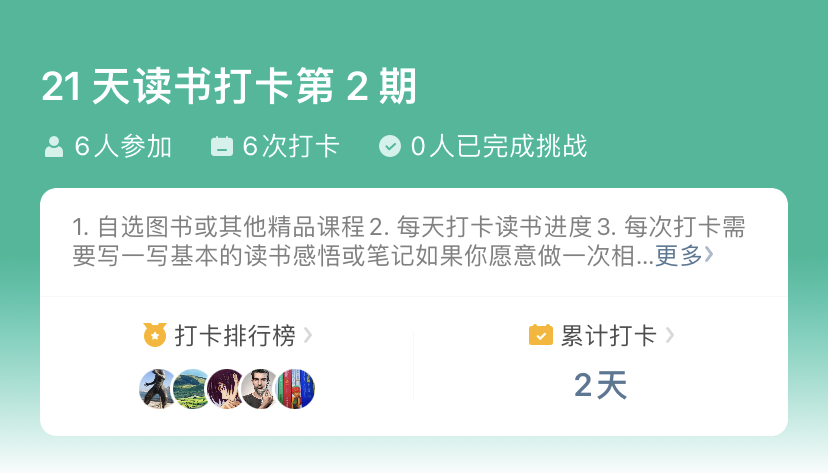 21 天读书打卡第 2 期
6人参加 6次打卡 0人已完成挑战
1. 自选图书或其他精品课程2. 每天打卡读书进度3. 每次打卡需
要写一写基本的读书感悟或笔记如果你愿意做一次相...更多
打卡排行榜 累计打卡
2天